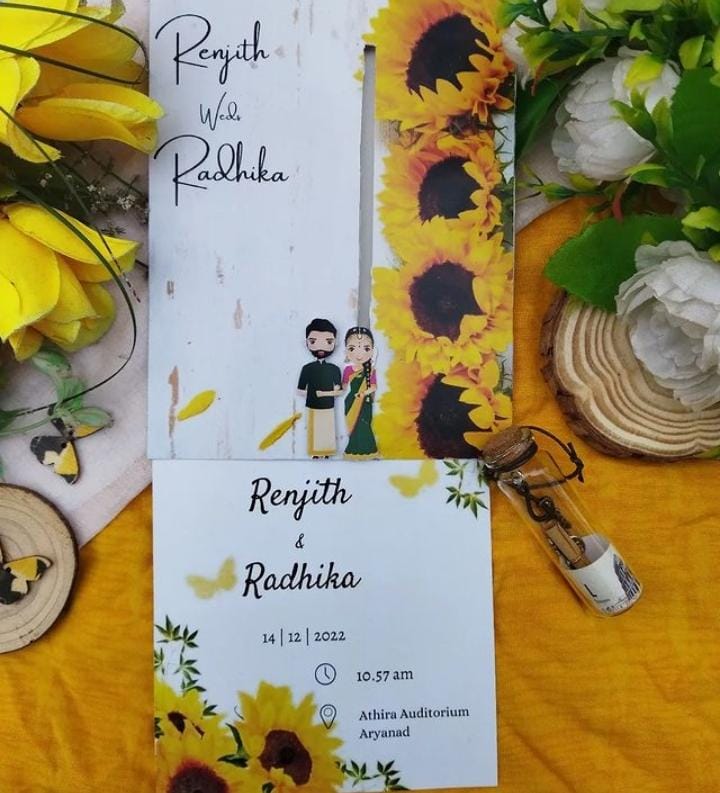 Renjith
Weds
Radhika
Renjith
&
Radhika
14 | 12 | 2022
10.57 am
Athira Auditorium
Aryanad
L